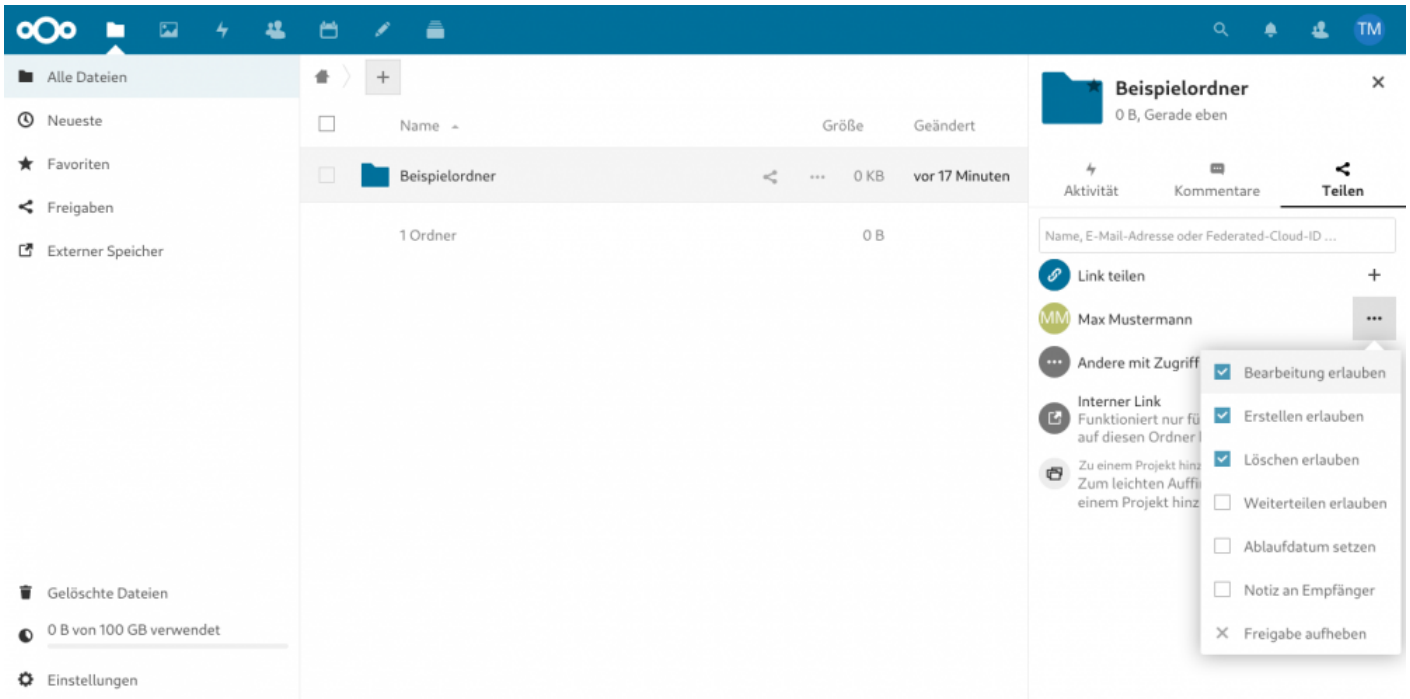 TM
Alle Dateien
Neueste
Favoriten
Freigaben
Externer Speicher
Gelöschte Dateien
0 B von 100 GB verwendet
Einstellungen
+
Name Größe Geändert
Beispielordner ... 0 KB vor 17 Minuten
1 Ordner 0 B
Beispielordner
0 B, Gerade eben
Aktivität Kommentare Teilen
Name, E-Mail-Adresse oder Federated-Cloud-ID ...
Link teilen +
MM Max Mustermann ...
Andere mit Zugriff
Interner Link
Funktioniert nur fü
auf diesen Ordner
Zu einem Projekt hinz
Zum leichten Auffi
einem Projekt hinz
Bearbeitung erlauben
Erstellen erlauben
Löschen erlauben
Weiterteilen erlauben
Ablaufdatum setzen
Notiz an Empfänger
Freigabe aufheben